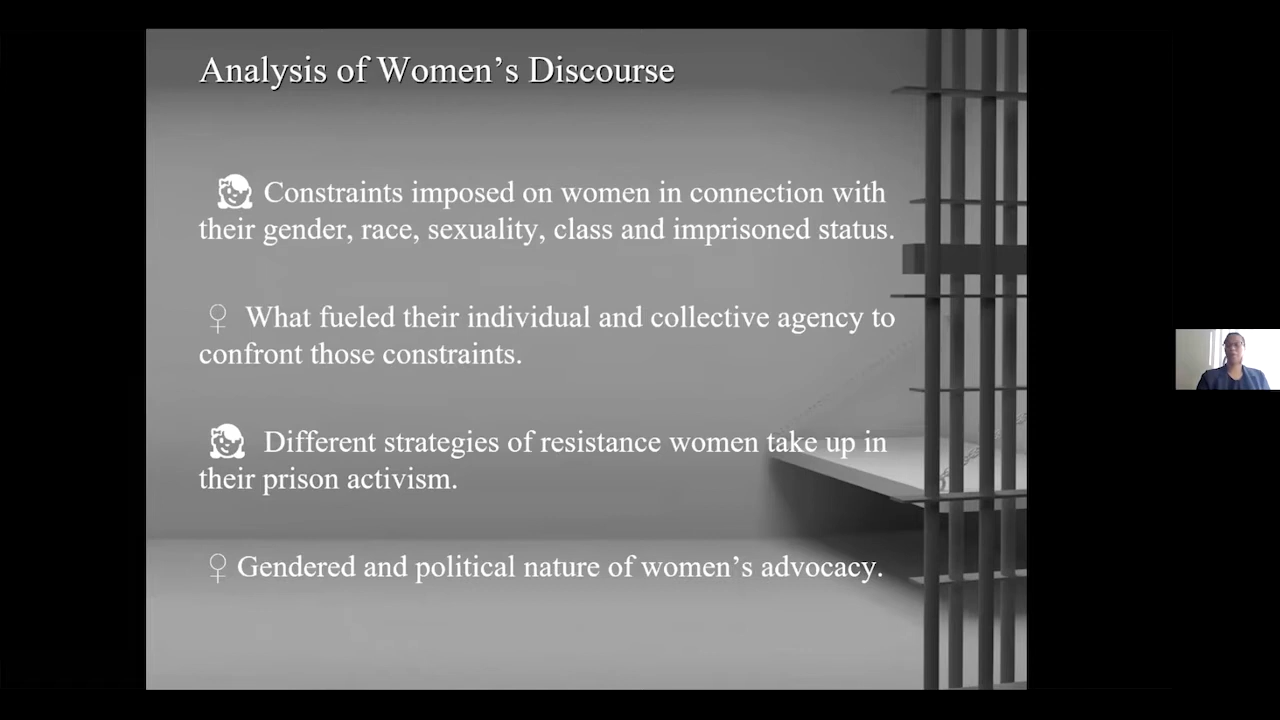 Analysis of Women’s Discourse
Constraints imposed on women in connection with
their gender, race, sexuality, class and imprisoned status.
♀ What fueled their individual and collective agency to
confront those constraints.
Different strategies of resistance women take up in
their prison activism.
♀ Gendered and political nature of women’s advocacy.